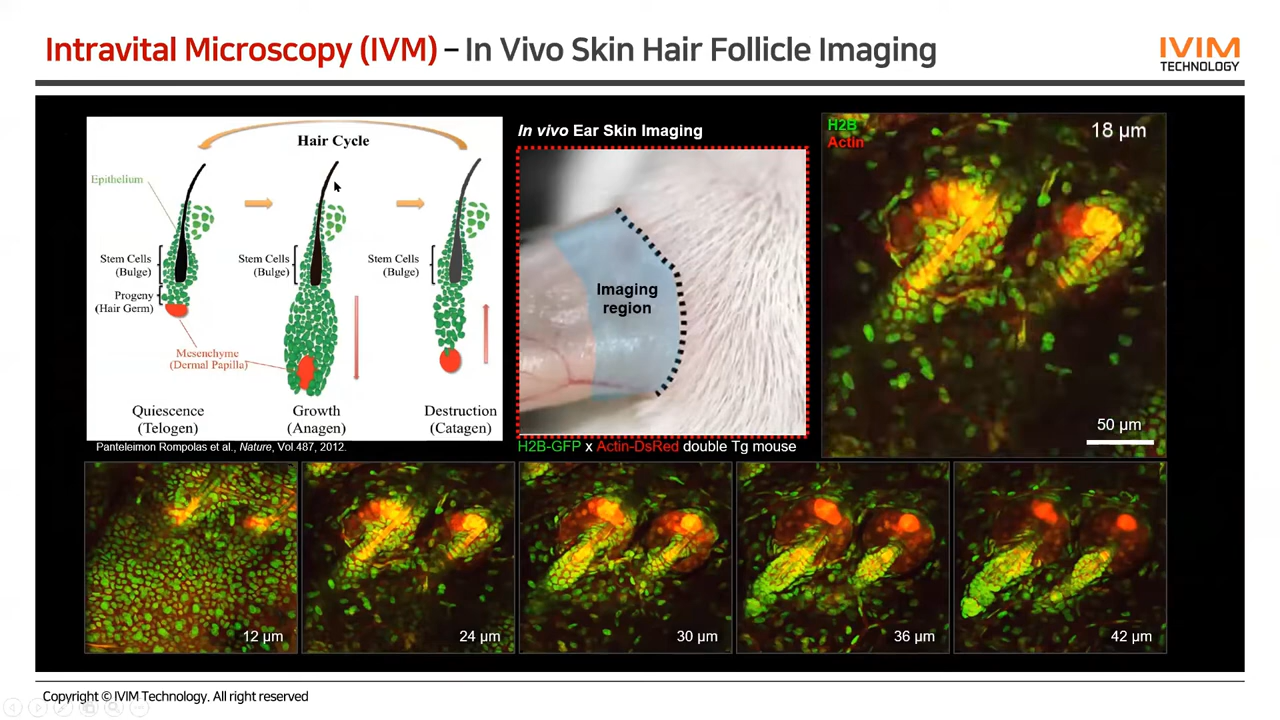 Intravital Microscopy (IVM) – In Vivo Skin Hair Follicle Imaging
IVIM
TECHNOLOGY
Hair Cycle
Epithelium
Stem Cells
(Bulge)
Progeny
(Hair Germ)
Stem Cells
(Bulge)
Stem Cells
(Bulge)
Mesenchyme
(Dermal Papilla)
Quiescence
(Telogen)
Growth
(Anagen)
Destruction
(Catagen)
Panteleimon Rompolas et al., Nature, Vol.487, 2012.
In vivo Ear Skin Imaging
Imaging
region
H2B-GFP x Actin-DsRed double Tg mouse
H2B
Actin
18 μm
50 μm
12 μm
24 μm
30 μm
36 μm
42 μm
Copyright © IVIM Technology. All right reserved